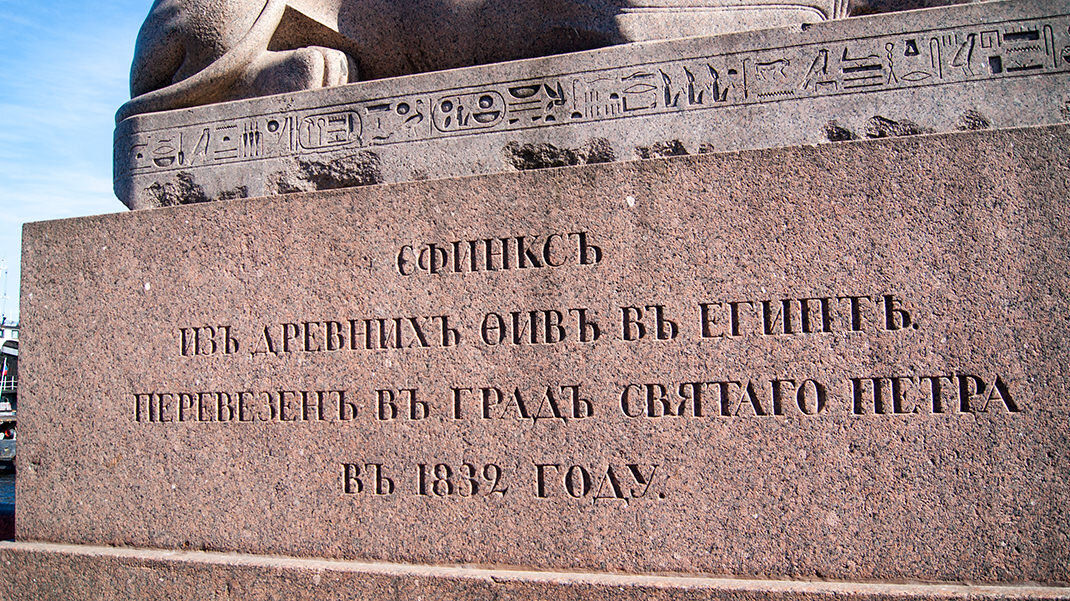 СФИНКСЪ
ИЗЪ ДРЕВНИХЪ ѲИВЪ ВЪ ЕГИПТѢ.
ПЕРЕВЕЗЕНЪ ВЪ ГРАДЪ СВЯТАГО ПЕТРА
ВЪ 1832 ГОДУ.